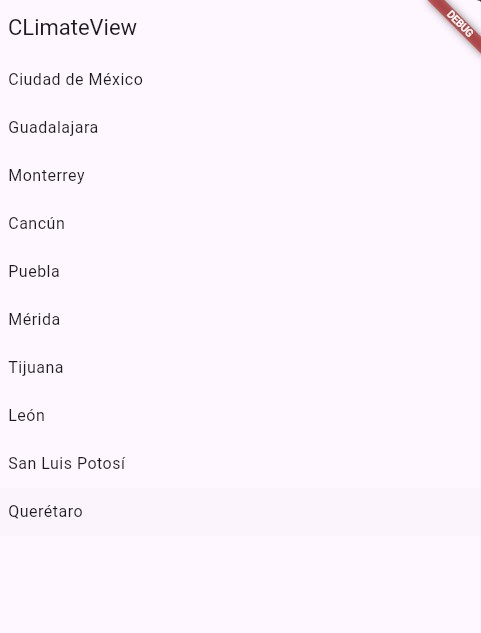 CLimateView
DEBUG
Ciudad de México
Guadalajara
Monterrey
Cancún
Puebla
Mérida
Tijuana
León
San Luis Potosí
Querétaro